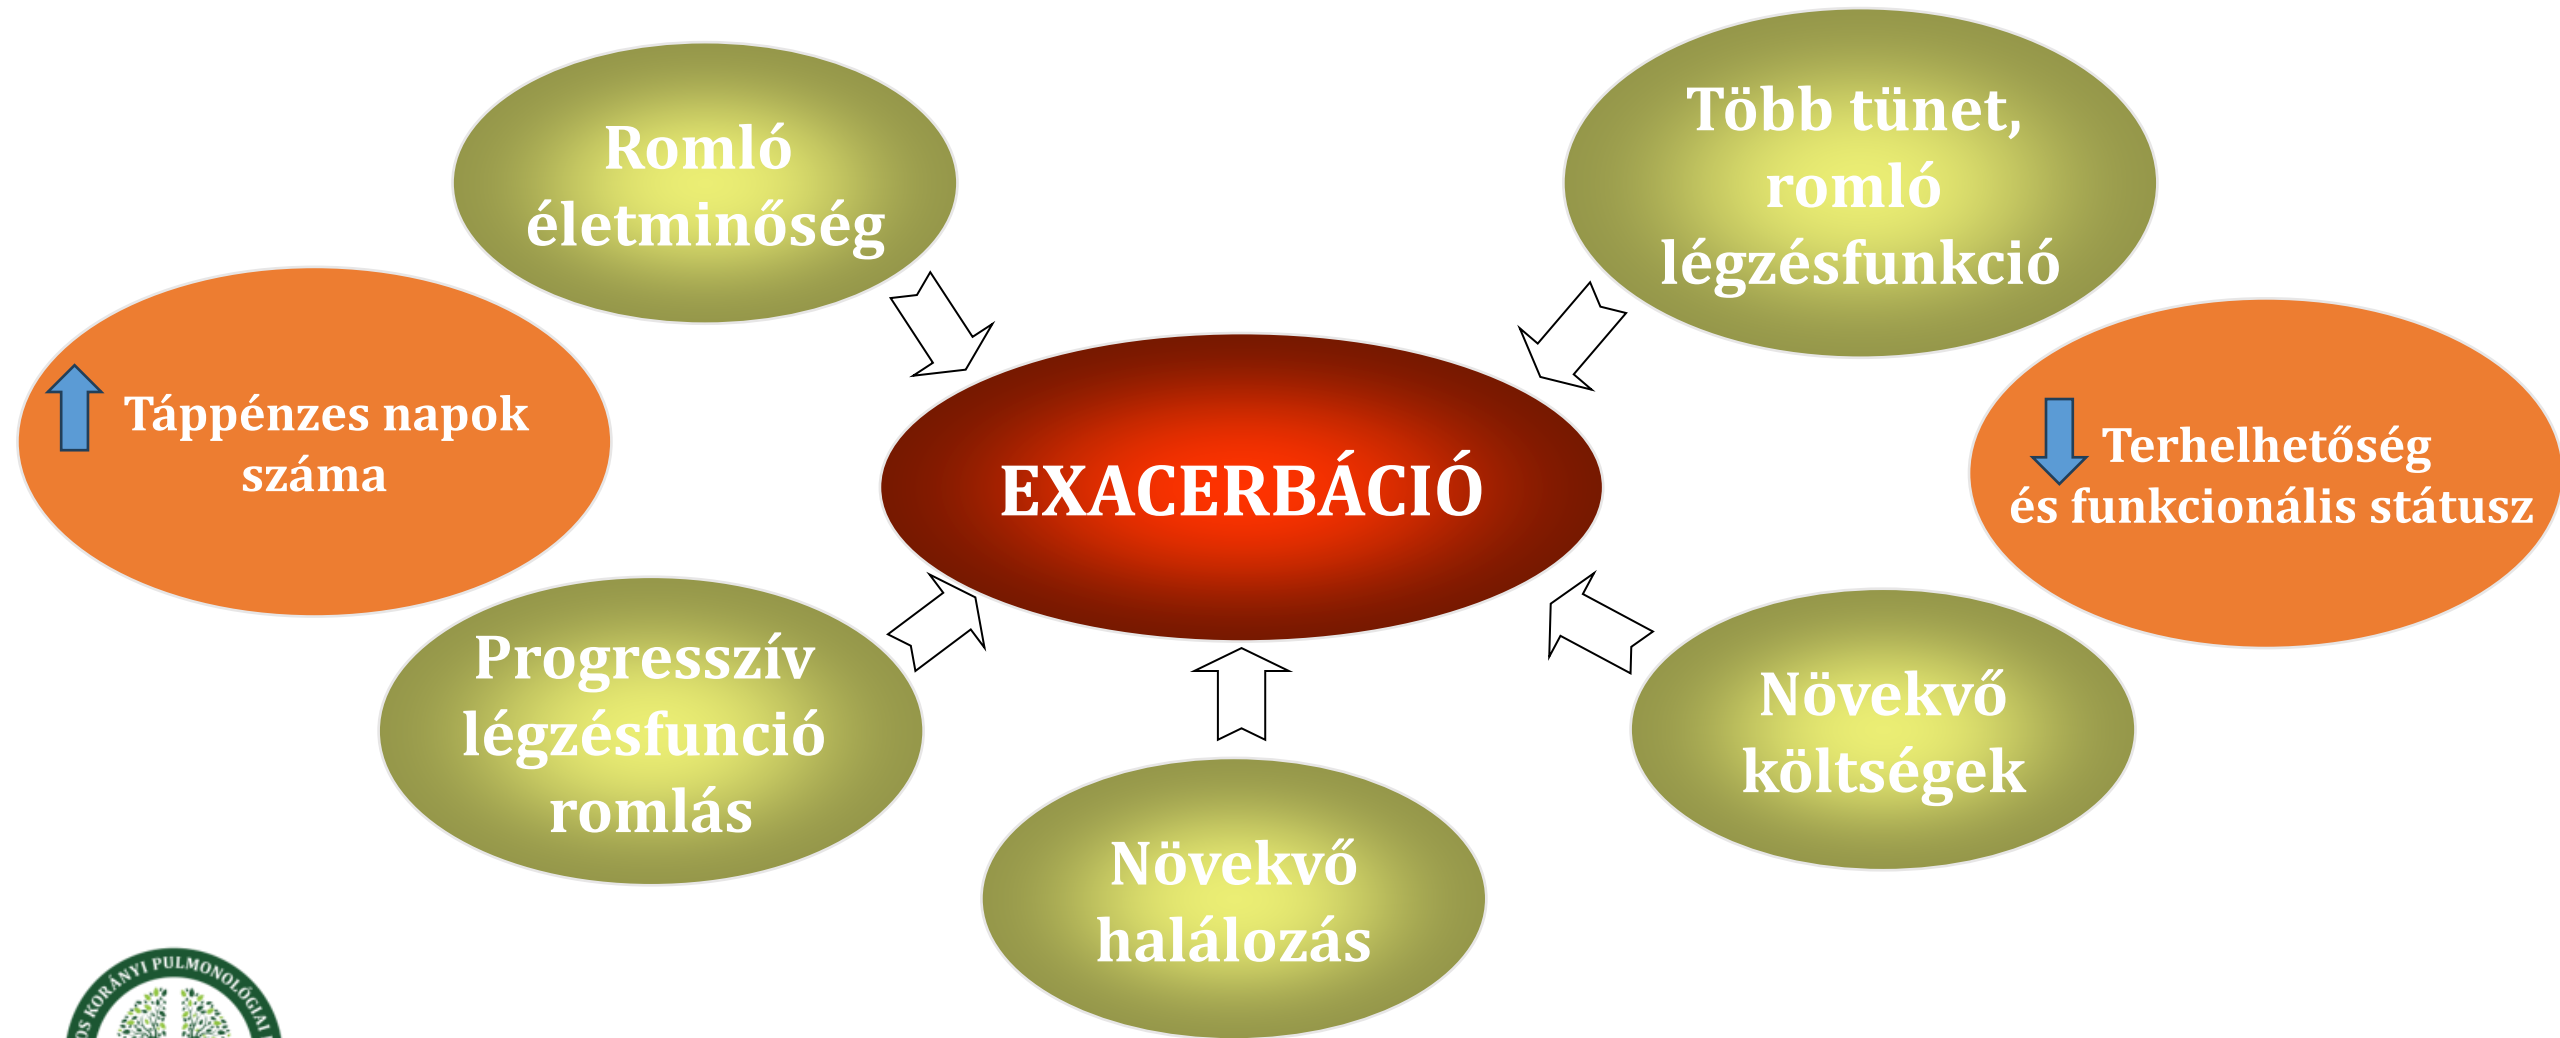 Romló
életminőség
Több tünet,
romló
légzésfunkció
Táppénzes napok
száma
EXACERBÁCIÓ
Terhelhetőség
és funkcionális státusz
Progresszív
légzésfunció
romlás
Növekvő
költségek
Növekvő
halálozás
KORÁNYI PULMONOLÓGIAI